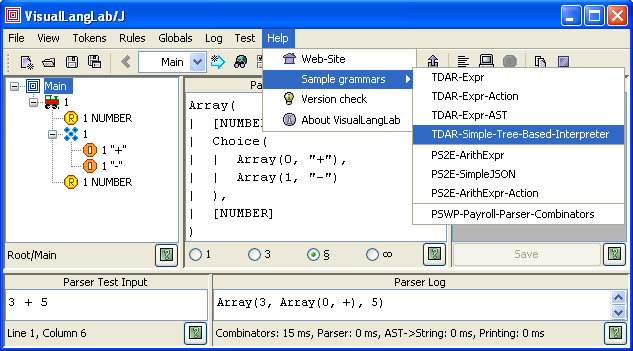 VisualLangLab/J
File View Tokens Rules Globals Log Test Help
Main
Web-Site
Sample grammars
Version check
About VisualLangLab
TDAR-Expr
TDAR-Expr-Action
TDAR-Expr-AST
TDAR-Simple-Tree-Based-Interpreter
PS2E-ArithExpr
PS2E-SimpleJSON
PS2E-ArithExpr-Action
PSWP-Payroll-Parser-Combinators
Main
1
1 NUMBER
1
1 "+"
1 "-"
1 NUMBER
Root/Main
Array(
| [NUMBER
| Choice(
| | Array(0, "+"),
| | Array(1, "-")
| ),
| [NUMBER]
)
1 3 § ∞
Save
Parser Test Input
3 + 5
Line 1, Column 6
Parser Log
Array(3, Array(0, +), 5)
Combinators: 15 ms, Parser: 0 ms, AST->String: 0 ms, Printing: 0 ms